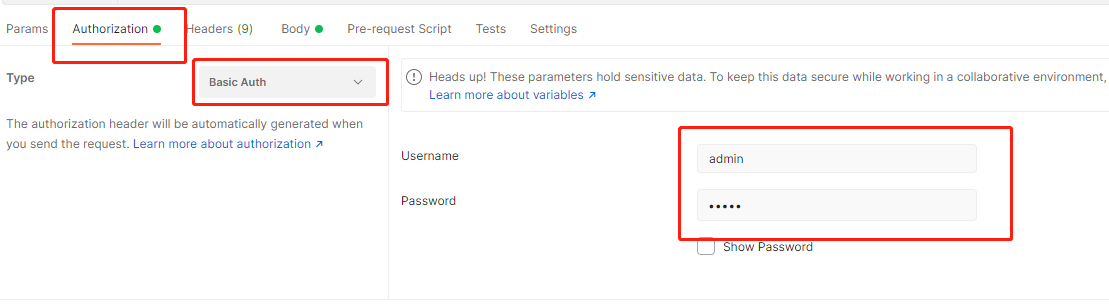 Params Authorization Headers (9) Body Pre-request Script Tests Settings
Type Basic Auth
The authorization header will be automatically generated when
you send the request. Learn more about authorization ↗
Heads up! These parameters hold sensitive data. To keep this data secure while working in a collaborative environment,
Learn more about variables ↗
Username admin
Password •••••
Show Password